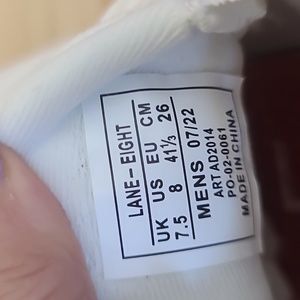 LANE-EIGHT
UK US EU CM
7.5 8 41⅓ 26
MENS 07/22
ART AD2014
PO-02-0061
MADE IN CHINA